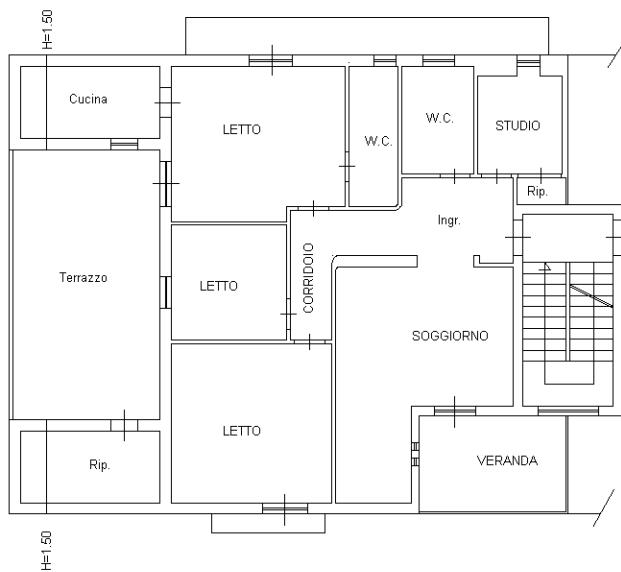 H=1.50
Cucina
LETTO
W.C.
W.C.
STUDIO
Rip.
Ingr.
Terrazzo
LETTO
CORRIDOIO
SOGGIORNO
LETTO
Rip.
VERANDA
H=1.50